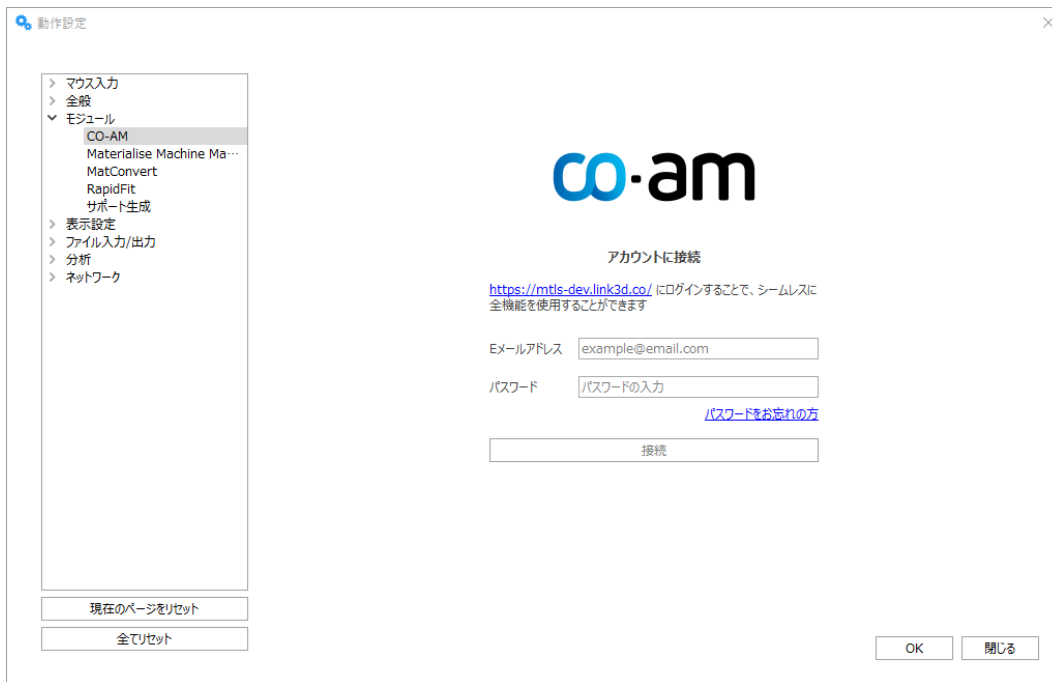 動作設定
マウス入力
全般
モジュール
CO-AM
Materialise Machine Ma…
MatConvert
RapidFit
サポート生成
表示設定
ファイル入力/出力
分析
ネットワーク
現在のページをリセット
全てリセット
co·am
アカウントに接続
https://mtls-dev.link3d.co/ にログインすることで、シームレスに
全機能を使用することができます
Eメールアドレス example@email.com
パスワード パスワードの入力
パスワードをお忘れの方
接続
OK 閉じる